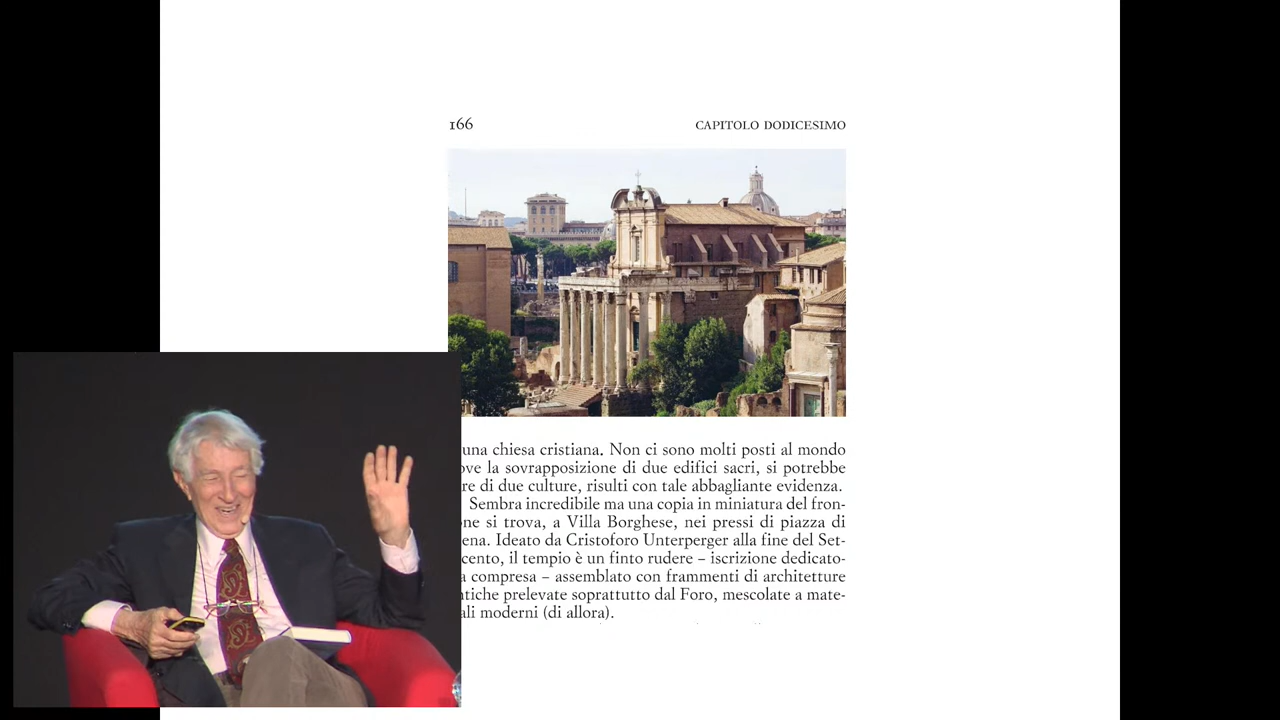 166
CAPITOLO DODICESIMO
una chiesa cristiana. Non ci sono molti posti al mondo
ove la sovrapposizione di due edifici sacri, si potrebbe
re di due culture, risulti con tale abbagliante evidenza.
Sembra incredibile ma una copia in miniatura del fron-
one si trova, a Villa Borghese, nei pressi di piazza di
ena. Ideato da Cristoforo Unterperger alla fine del Set-
cento, il tempio è un finto rudere – iscrizione dedicato-
a compresa – assemblato con frammenti di architetture
ntiche prelevate soprattutto dal Foro, mescolate a mate-
ali moderni (di allora).